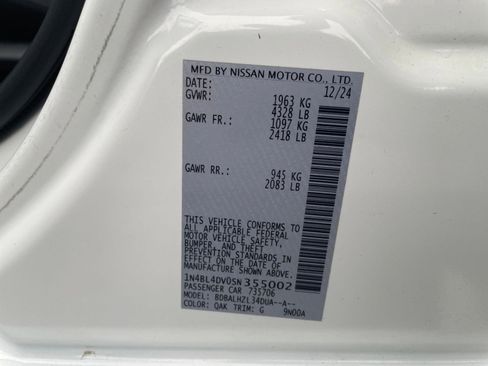 MFD BY NISSAN MOTOR CO., LTD.
DATE: 12/24
GVWR: 1963 KG
4328 LB
GAWR FR.: 1097 KG
2418 LB
GAWR RR.: 945 KG
2083 LB
THIS VEHICLE CONFORMS TO
ALL APPLICABLE FEDERAL
MOTOR VEHICLE SAFETY,
BUMPER, AND THEFT
PREVENTION STANDARDS IN
EFFECT ON THE DATE OF
MANUFACTURE SHOWN ABOVE.
1N4BL4DV0SN355002
PASSENGER CAR 735706
MODEL: BDBALHZL34DUA--A--
COLOR: QAK TRIM: G 9N00A